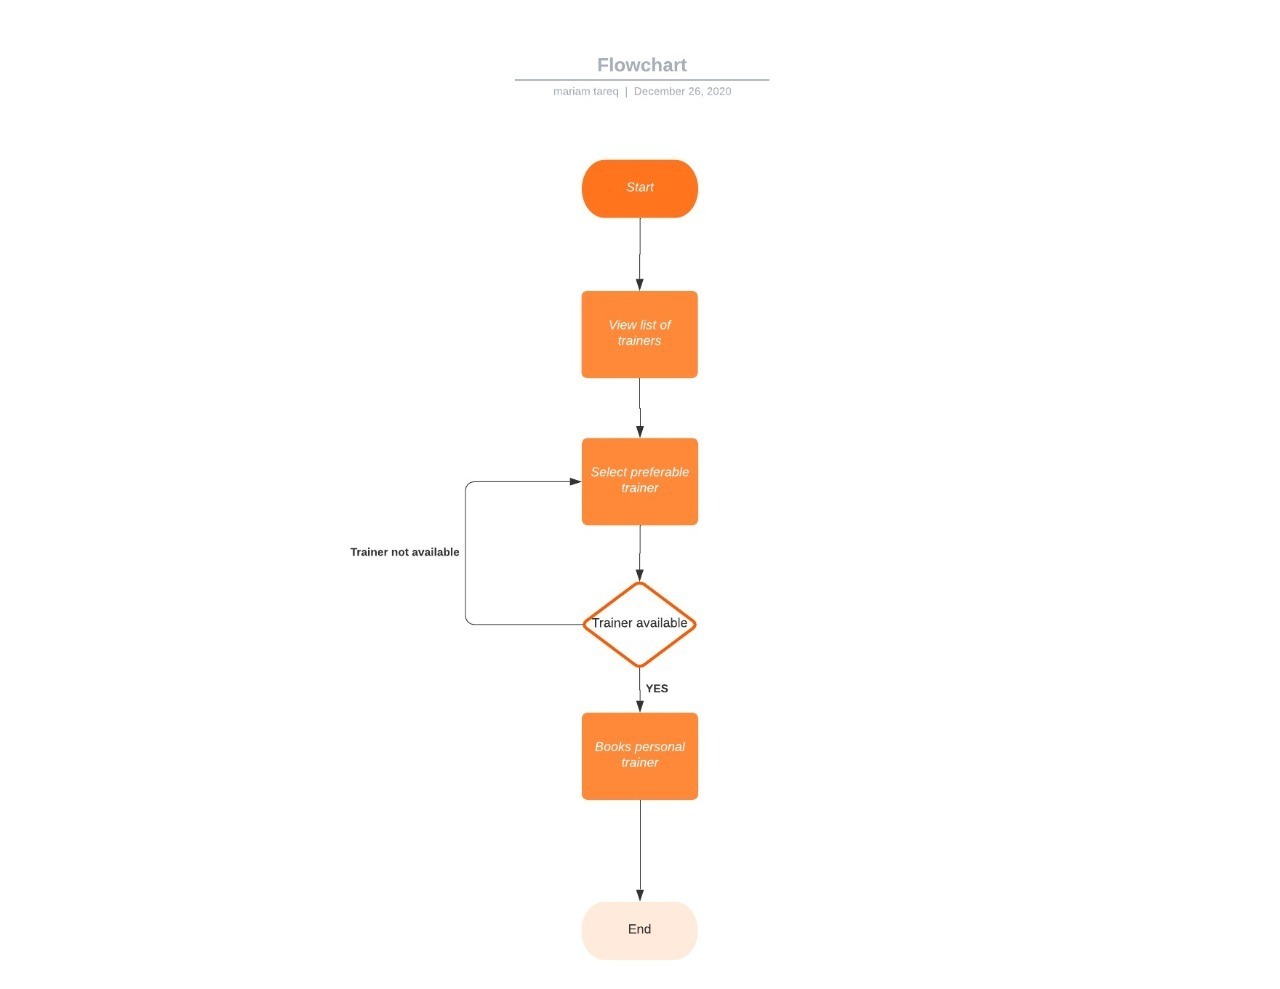 Flowchart
mariam tareq | December 26, 2020
Start
View list of
trainers
Select preferable
trainer
Trainer not available
Trainer available
YES
Books personal
trainer
End